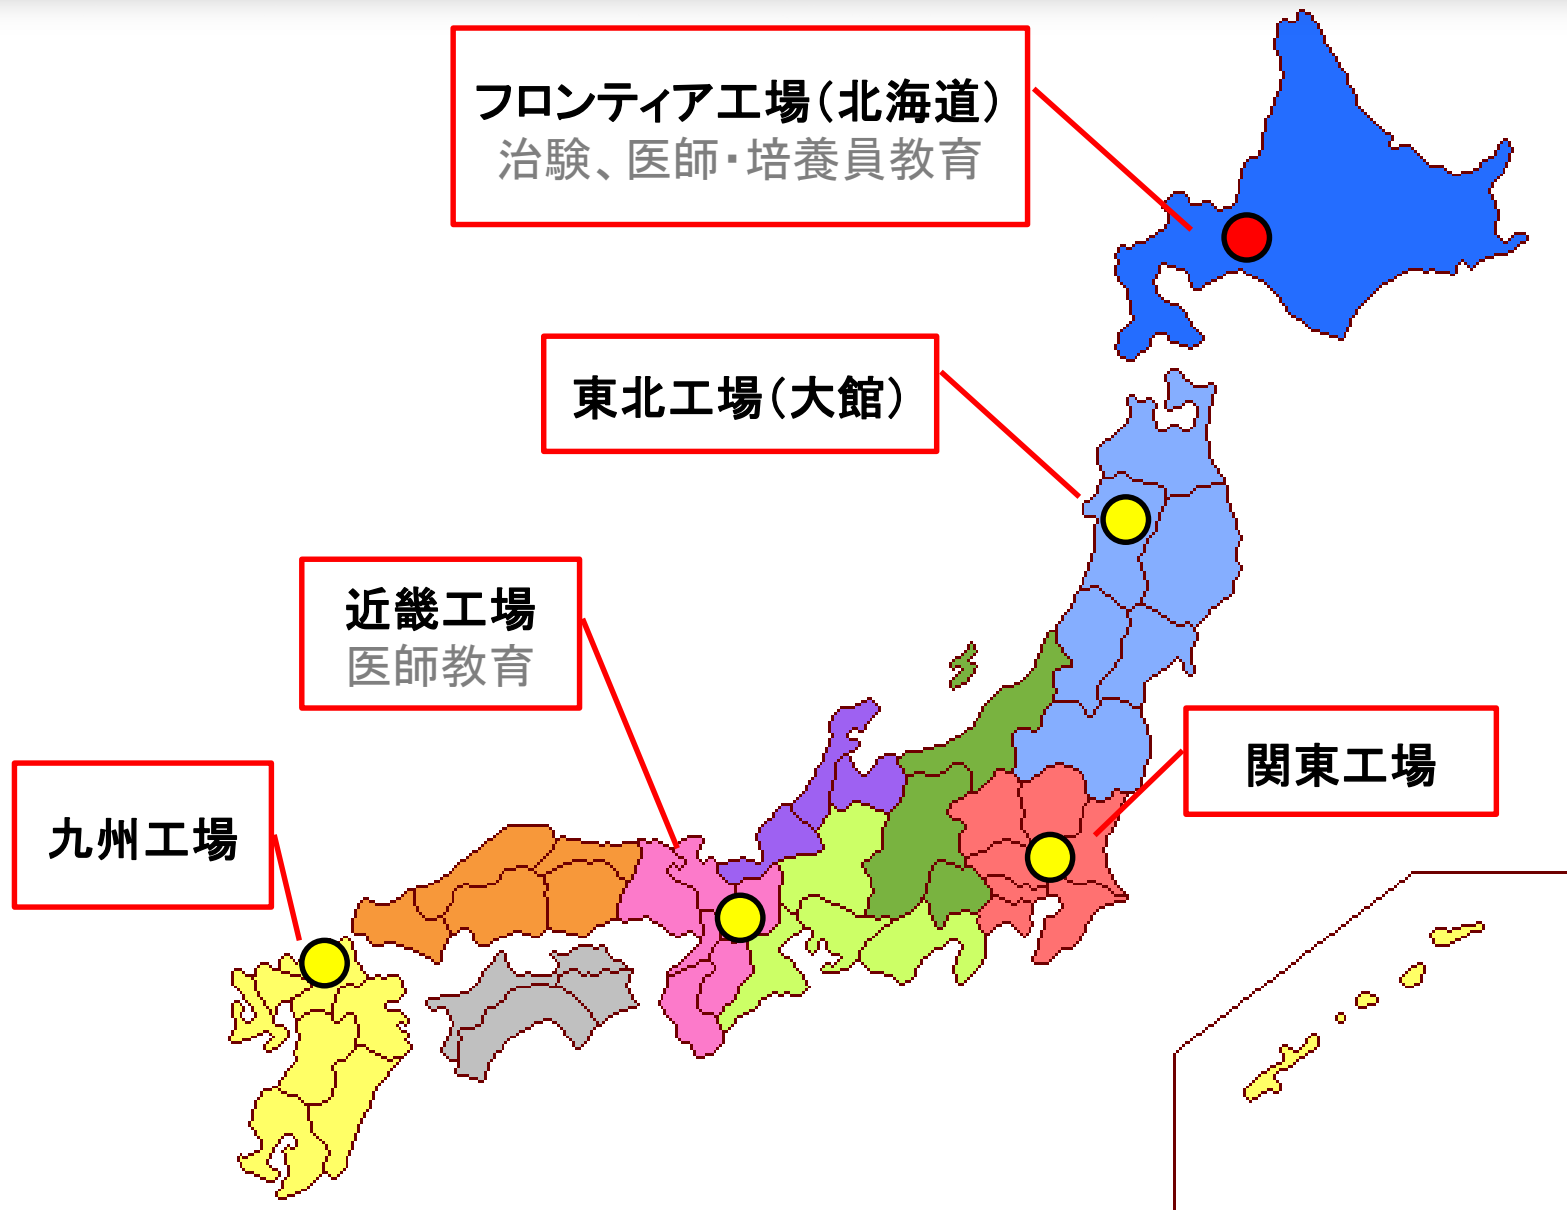 フロンティア工場（北海道）
治験、医師・培養員教育
東北工場（大館）
近畿工場
医師教育
関東工場
九州工場